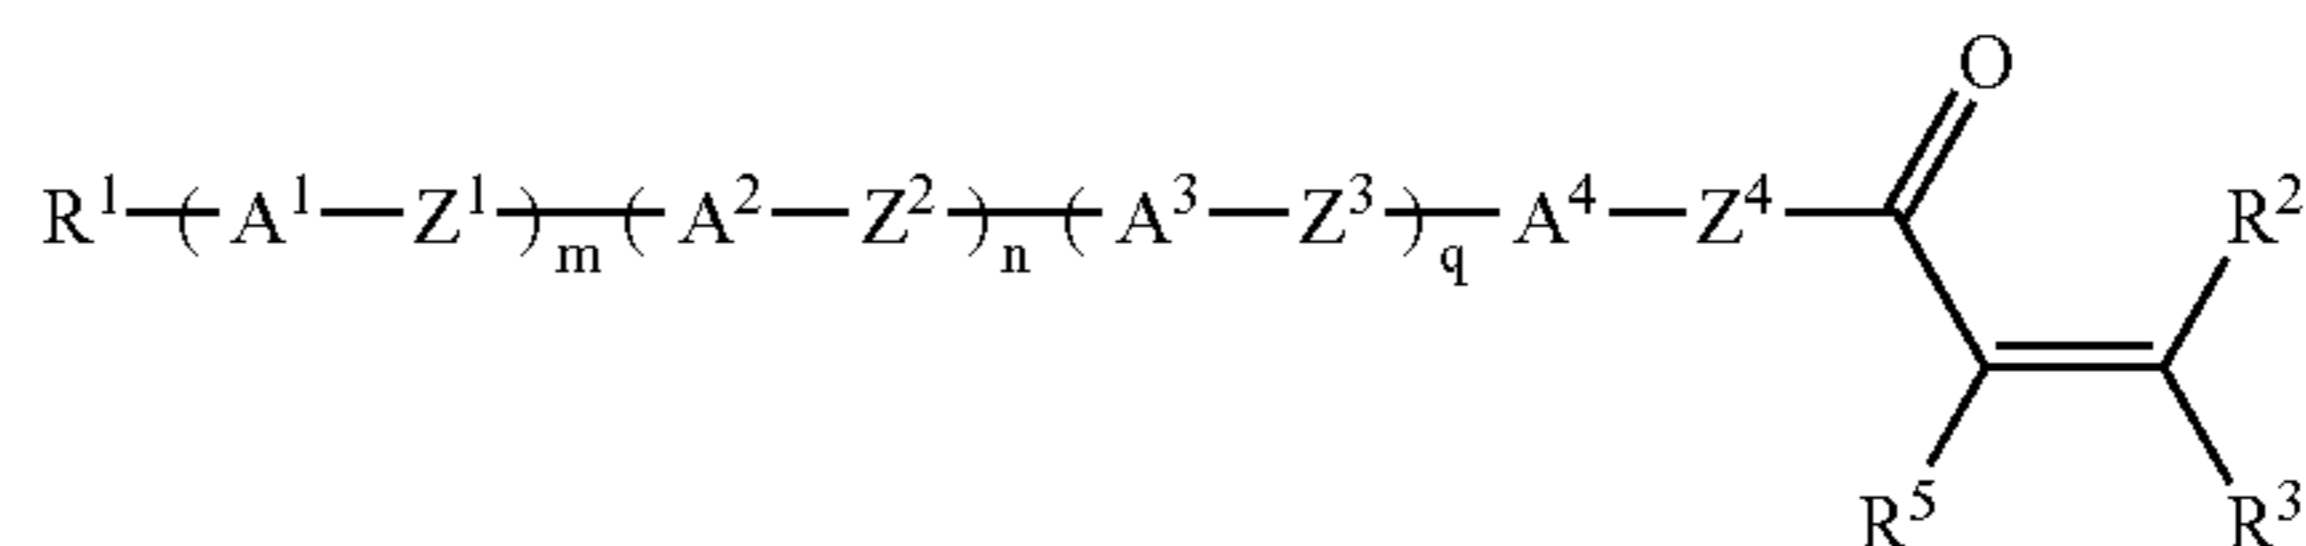 O
R¹—(A¹—Z¹)m—(A²—Z²)n—(A³—Z³)q—A⁴—Z⁴ R²
R⁵ R³